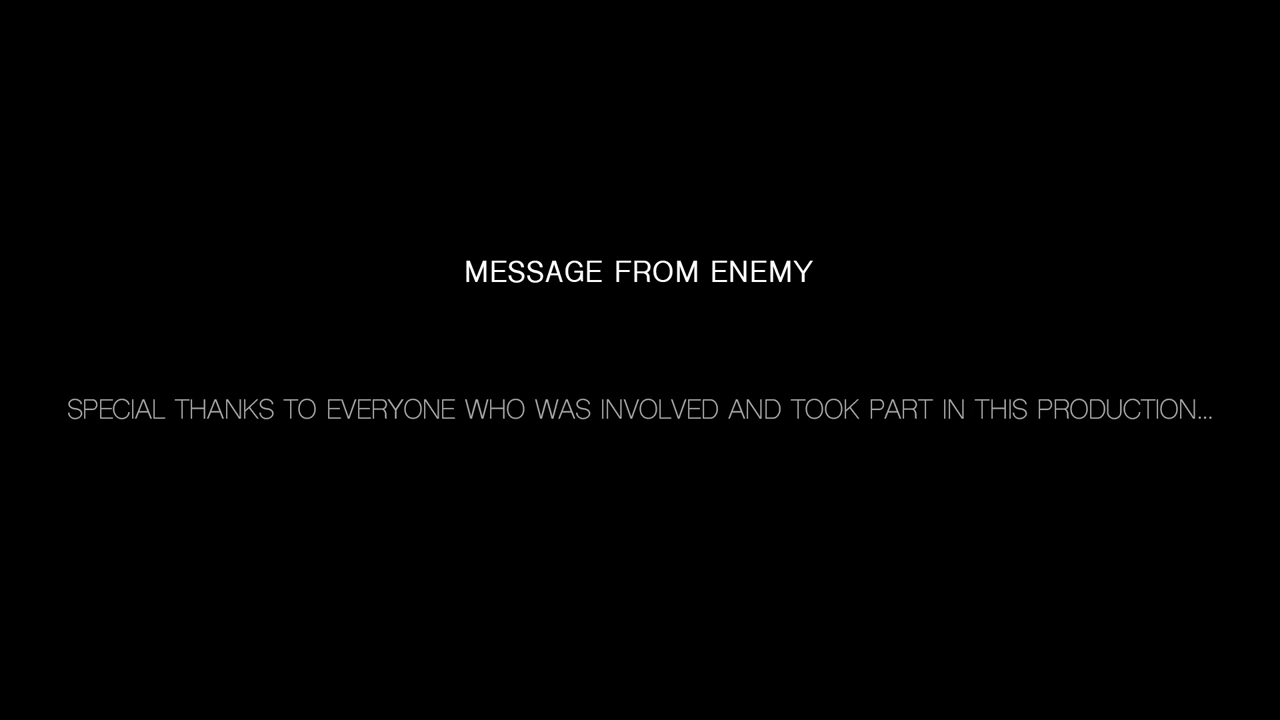 MESSAGE FROM ENEMY
SPECIAL THANKS TO EVERYONE WHO WAS INVOLVED AND TOOK PART IN THIS PRODUCTION...